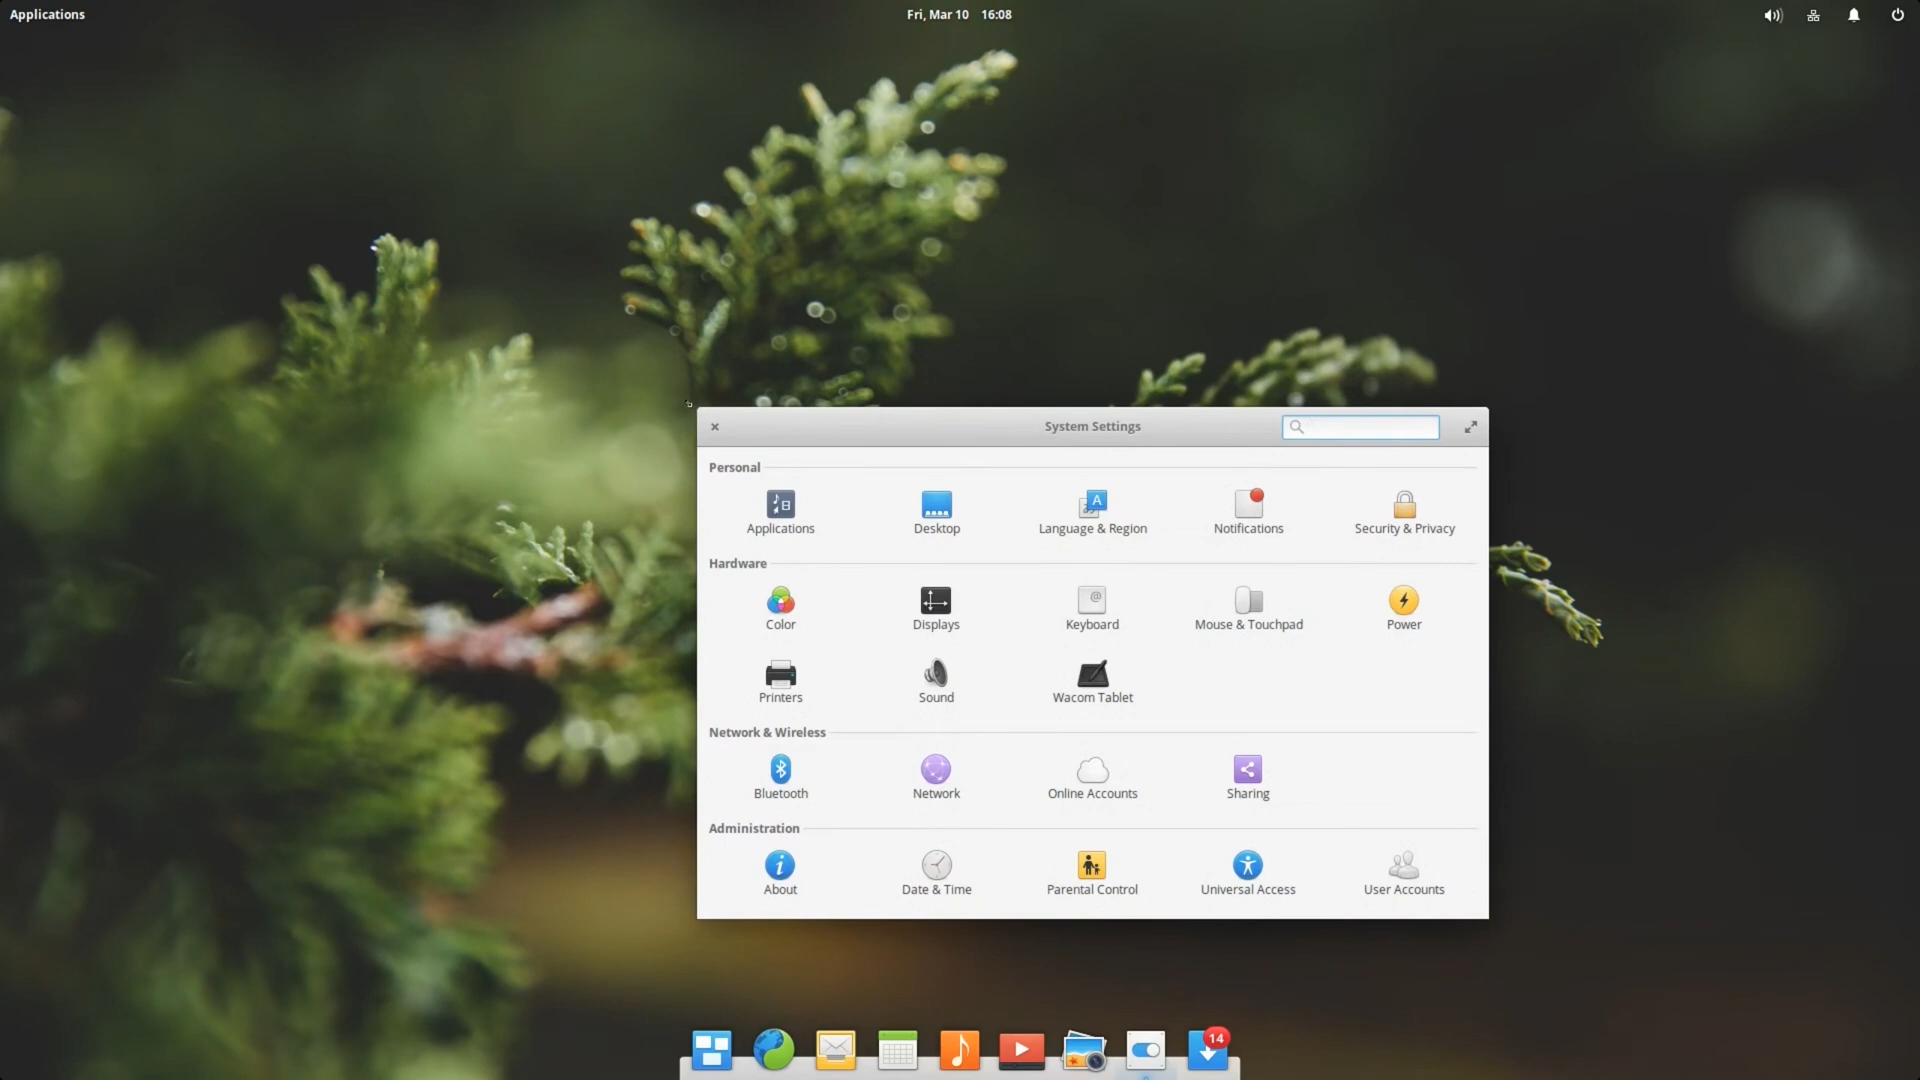 Applications
Fri, Mar 10 16:08
System Settings
Personal
Applications
Desktop
Language & Region
Notifications
Security & Privacy
Hardware
Color
Displays
Keyboard
Mouse & Touchpad
Power
Printers
Sound
Wacom Tablet
Network & Wireless
Bluetooth
Network
Online Accounts
Sharing
Administration
About
Date & Time
Parental Control
Universal Access
User Accounts
14